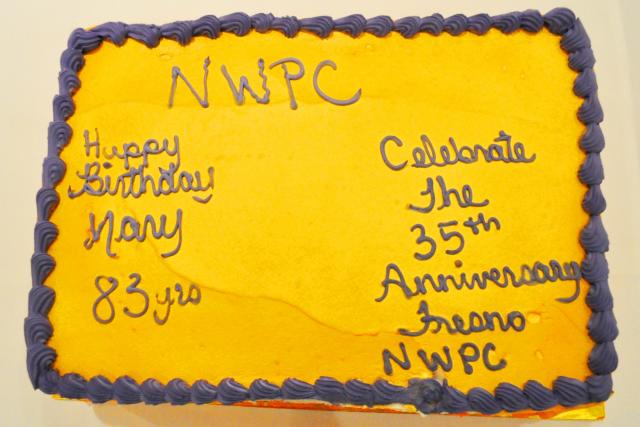 NWPC
Happy
Birthday
Mary
83 yrs
Celebrate
The
35th
Anniversary
Fresno
NWPC